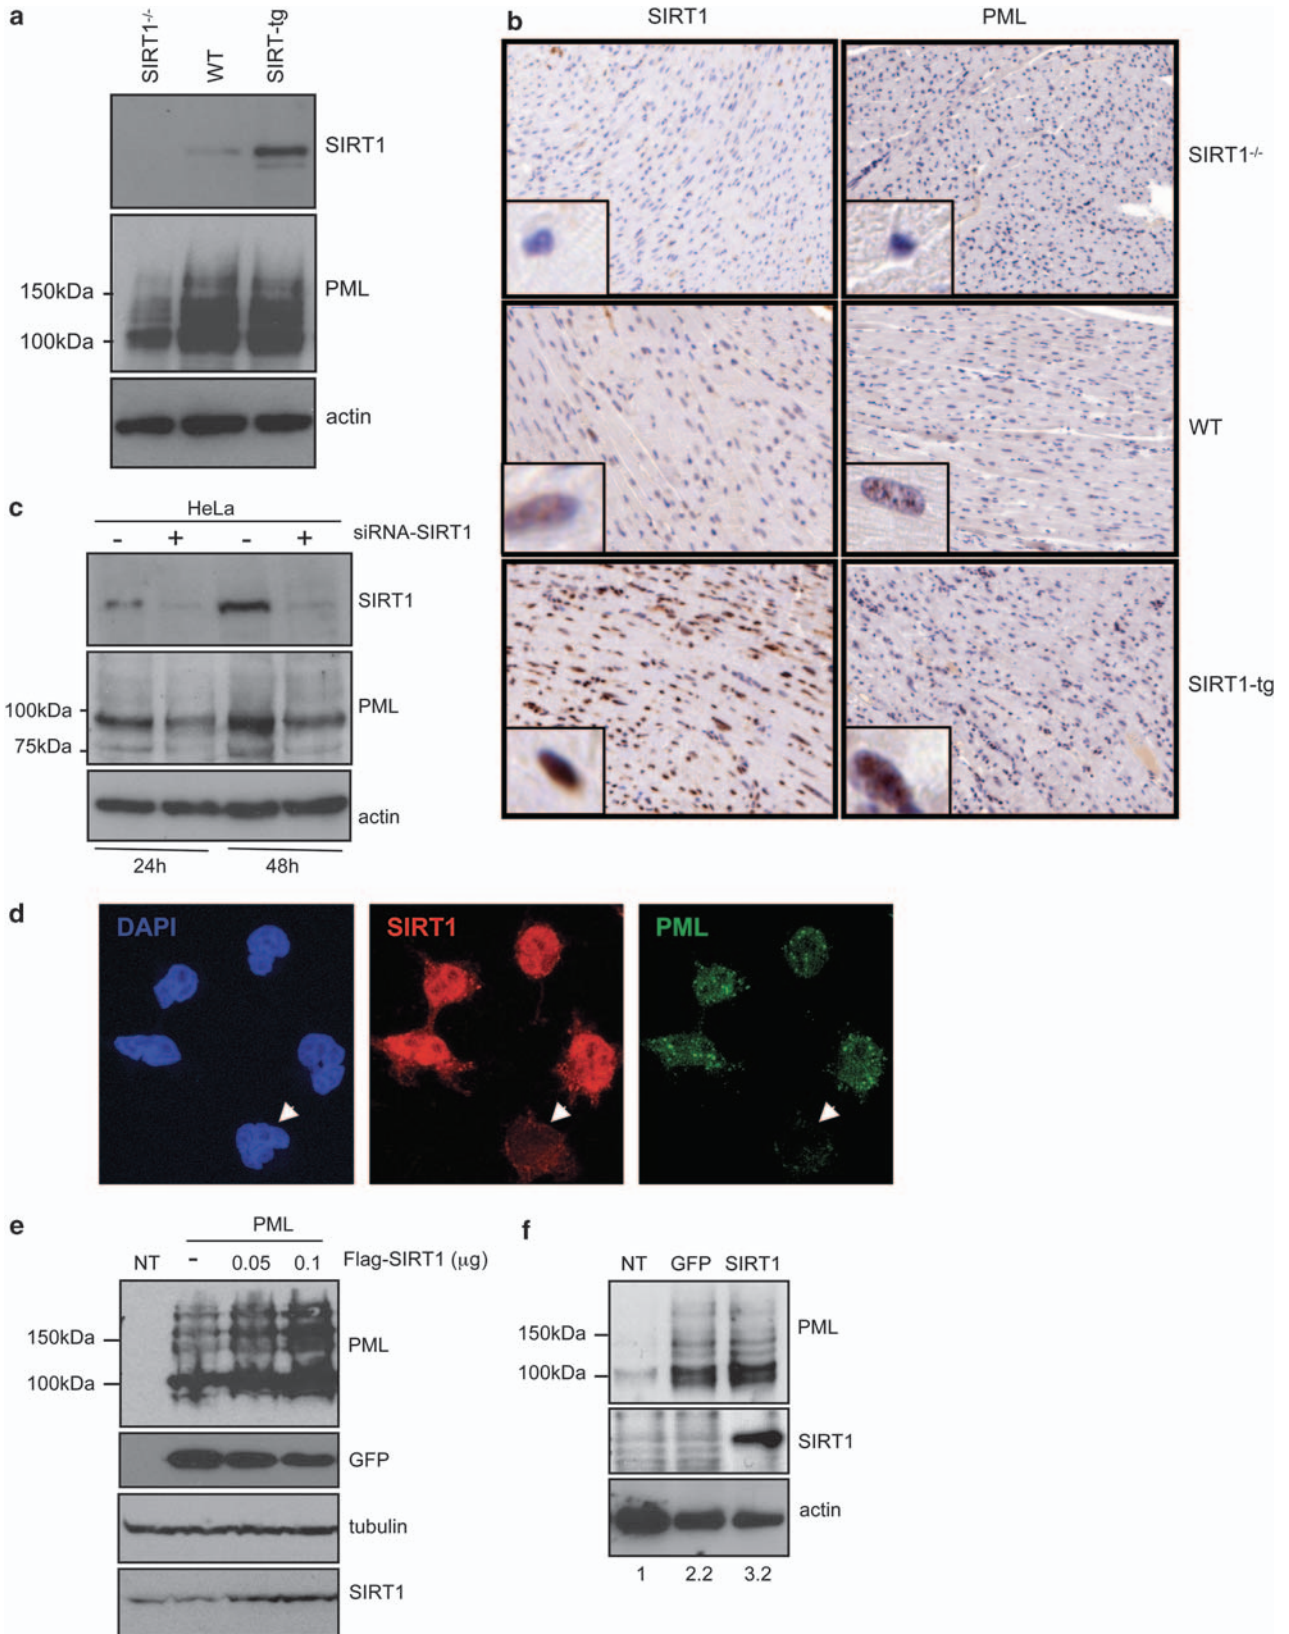 a
SIRT1-/-
WT
SIRT-tg
SIRT1
PML
150kDa
100kDa
actin
b
SIRT1
PML
SIRT1-/-
WT
SIRT1-tg
c
HeLa
- + - + siRNA-SIRT1
SIRT1
100kDa
75kDa
PML
actin
24h 48h
d
DAPI
SIRT1
PML
e
PML
NT - 0.05 0.1 Flag-SIRT1 (µg)
150kDa
100kDa
PML
GFP
tubulin
SIRT1
f
NT GFP SIRT1
150kDa
100kDa
PML
SIRT1
actin
1 2.2 3.2